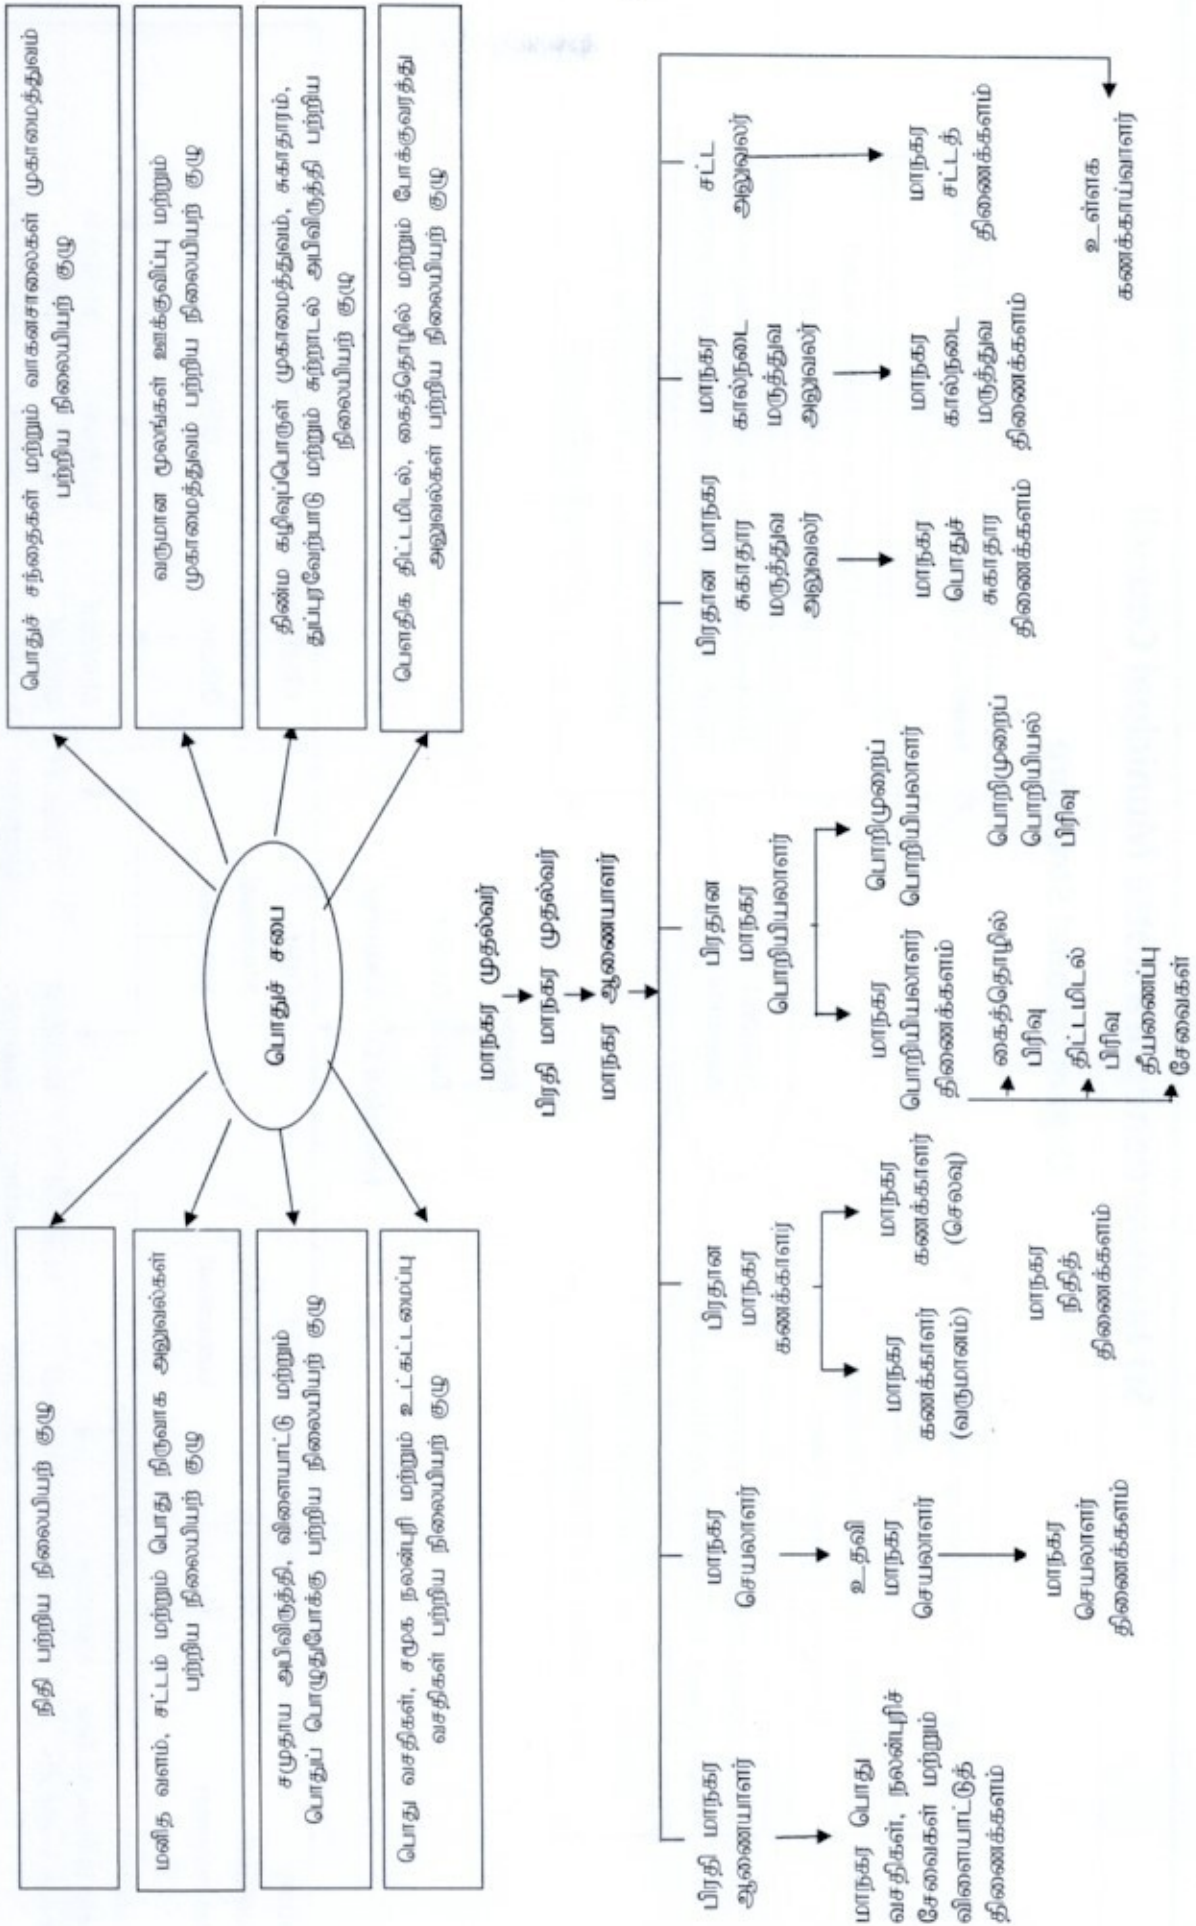 நிதி பற்றிய நிலையியற் குழு
மனித வளம், சட்டம் மற்றும் பொது நிருவாக அலுவல்கள்
பற்றிய நிலையியற் குழு
சமுதாய அபிவிருத்தி, விளையாட்டு மற்றும்
பொதுப் பொழுதுபோக்கு பற்றிய நிலையியற் குழு
பொது வசதிகள், சமூக நலன்புரி மற்றும் உட்கட்டமைப்பு
வசதிகள் பற்றிய நிலையியற் குழு
பொதுச் சபை
பொதுச் சந்தைகள் மற்றும் வாகனசாலைகள் முகாமைத்துவம்
பற்றிய நிலையியற் குழு
வருமான மூலங்கள் ஊக்குவிப்பு மற்றும்
முகாமைத்துவம் பற்றிய நிலையியற் குழு
திண்ம கழிவுப்பொருள் முகாமைத்துவம், சுகாதாரம்,
துப்புரவேற்பாடு மற்றும் சுற்றாடல் அபிவிருத்தி பற்றிய
நிலையியற் குழு
பௌதிக திட்டமிடல், கைத்தொழில் மற்றும் போக்குவரத்து
அலுவல்கள் பற்றிய நிலையியற் குழு
மாநகர முதல்வர்
பிரதி மாநகர முதல்வர்
மாநகர ஆணையாளர்
பிரதி மாநகர
ஆணையாளர்
மாநகர பொது
வசதிகள், நலன்புரிச்
சேவைகள் மற்றும்
விளையாட்டுத்
திணைக்களம்
மாநகர
செயலாளர்
உதவி
மாநகர
செயலாளர்
மாநகர
செயலாளர்
திணைக்களம்
பிரதான
மாநகர
கணக்காளர்
மாநகர
கணக்காளர்
(வருமானம்)
மாநகர
கணக்காளர்
(செலவு)
மாநகர
நிதித்
திணைக்களம்
பிரதான
மாநகர
பொறியியலாளர்
மாநகர
பொறியியலாளர்
திணைக்களம்
பொறிமுறைப்
பொறியியலாளர்
கைத்தொழில்
பிரிவு
திட்டமிடல்
பிரிவு
தீயணைப்பு
சேவைகள்
பொறிமுறைப்
பொறியியல்
பிரிவு
பிரதான மாநகர
சுகாதார
மருத்துவ
அலுவலர்
மாநகர
பொதுச்
சுகாதார
திணைக்களம்
மாநகர
கால்நடை
மருத்துவ
அலுவலர்
மாநகர
கால்நடை
மருத்துவ
திணைக்களம்
சட்ட
அலுவலர்
மாநகர
சட்டத்
திணைக்களம்
உள்ளக
கணக்காய்வாளர்